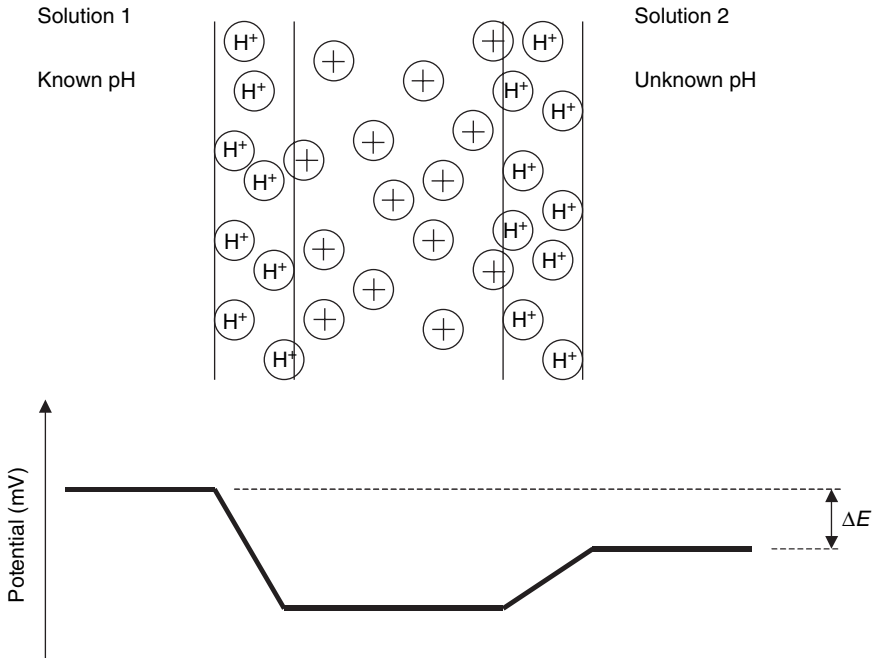 Solution 1
Solution 2
H+
+
H+
+
Known pH
+
Unknown pH
H+
H+
H+
+
+
H+
+
H+
H+
+
+
H+
H+
H+
+
+
H+
H+
+
+
H+
+
H+
+
H+
H+
Potential (mV)
ΔE